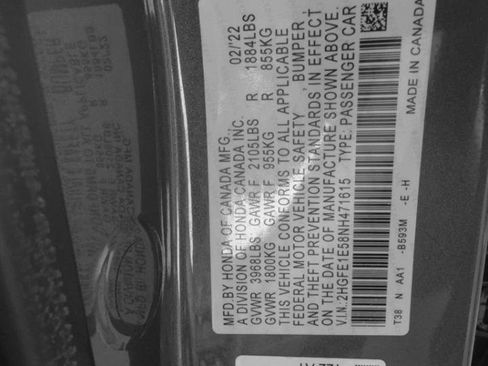 MFD BY HONDA OF CANADA MFG. 02/22
A DIVISION OF HONDA CANADA INC.
GVWR 3968LBS GAWR F 2105LBS R 1884LBS
GVWR 1800KG GAWR F 955KG R 855KG
THIS VEHICLE CONFORMS TO ALL APPLICABLE
FEDERAL MOTOR VEHICLE SAFETY , BUMPER ,
AND THEFT PREVENTION STANDARDS IN EFFECT
ON THE DATE OF MANUFACTURE SHOWN ABOVE.
V.I.N.:2HGFE1E58NH471615 TYPE: PASSENGER CAR
T38 N AA1 -B593M -E -H
MADE IN CANADA